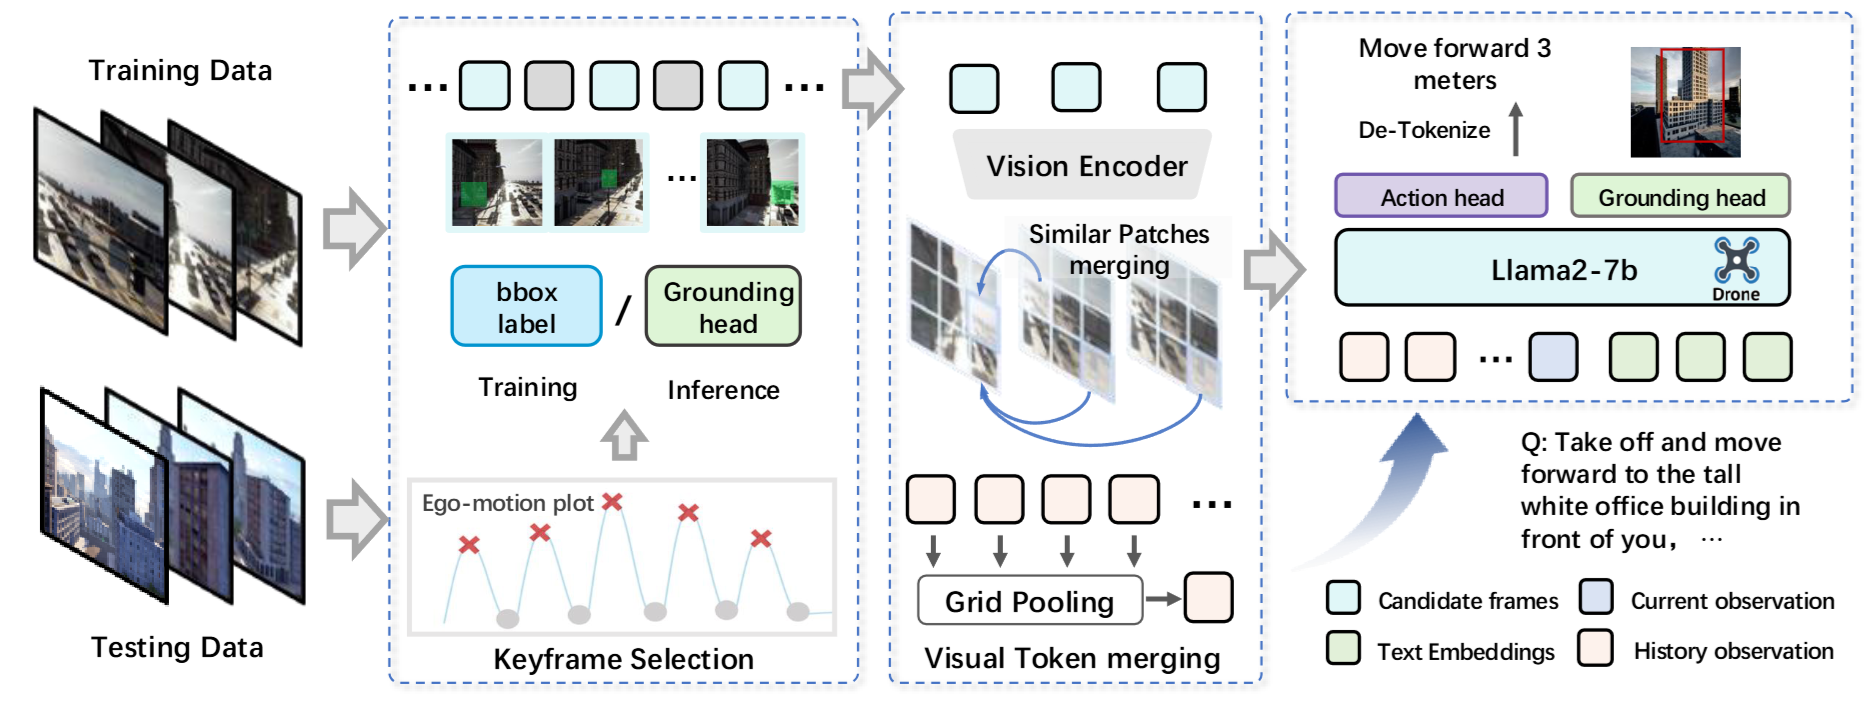 Training Data
Testing Data
...
...
...
bbox
label
/
Grounding
head
Training
Inference
Ego-motion plot
Keyframe Selection
Vision Encoder
Similar Patches
merging
...
Grid Pooling
Visual Token merging
Move forward 3
meters
De-Tokenize
Action head
Grounding head
Llama2-7b
Drone
...
Q: Take off and move
forward to the tall
white office building in
front of you, ...
Candidate frames
Current observation
Text Embeddings
History observation